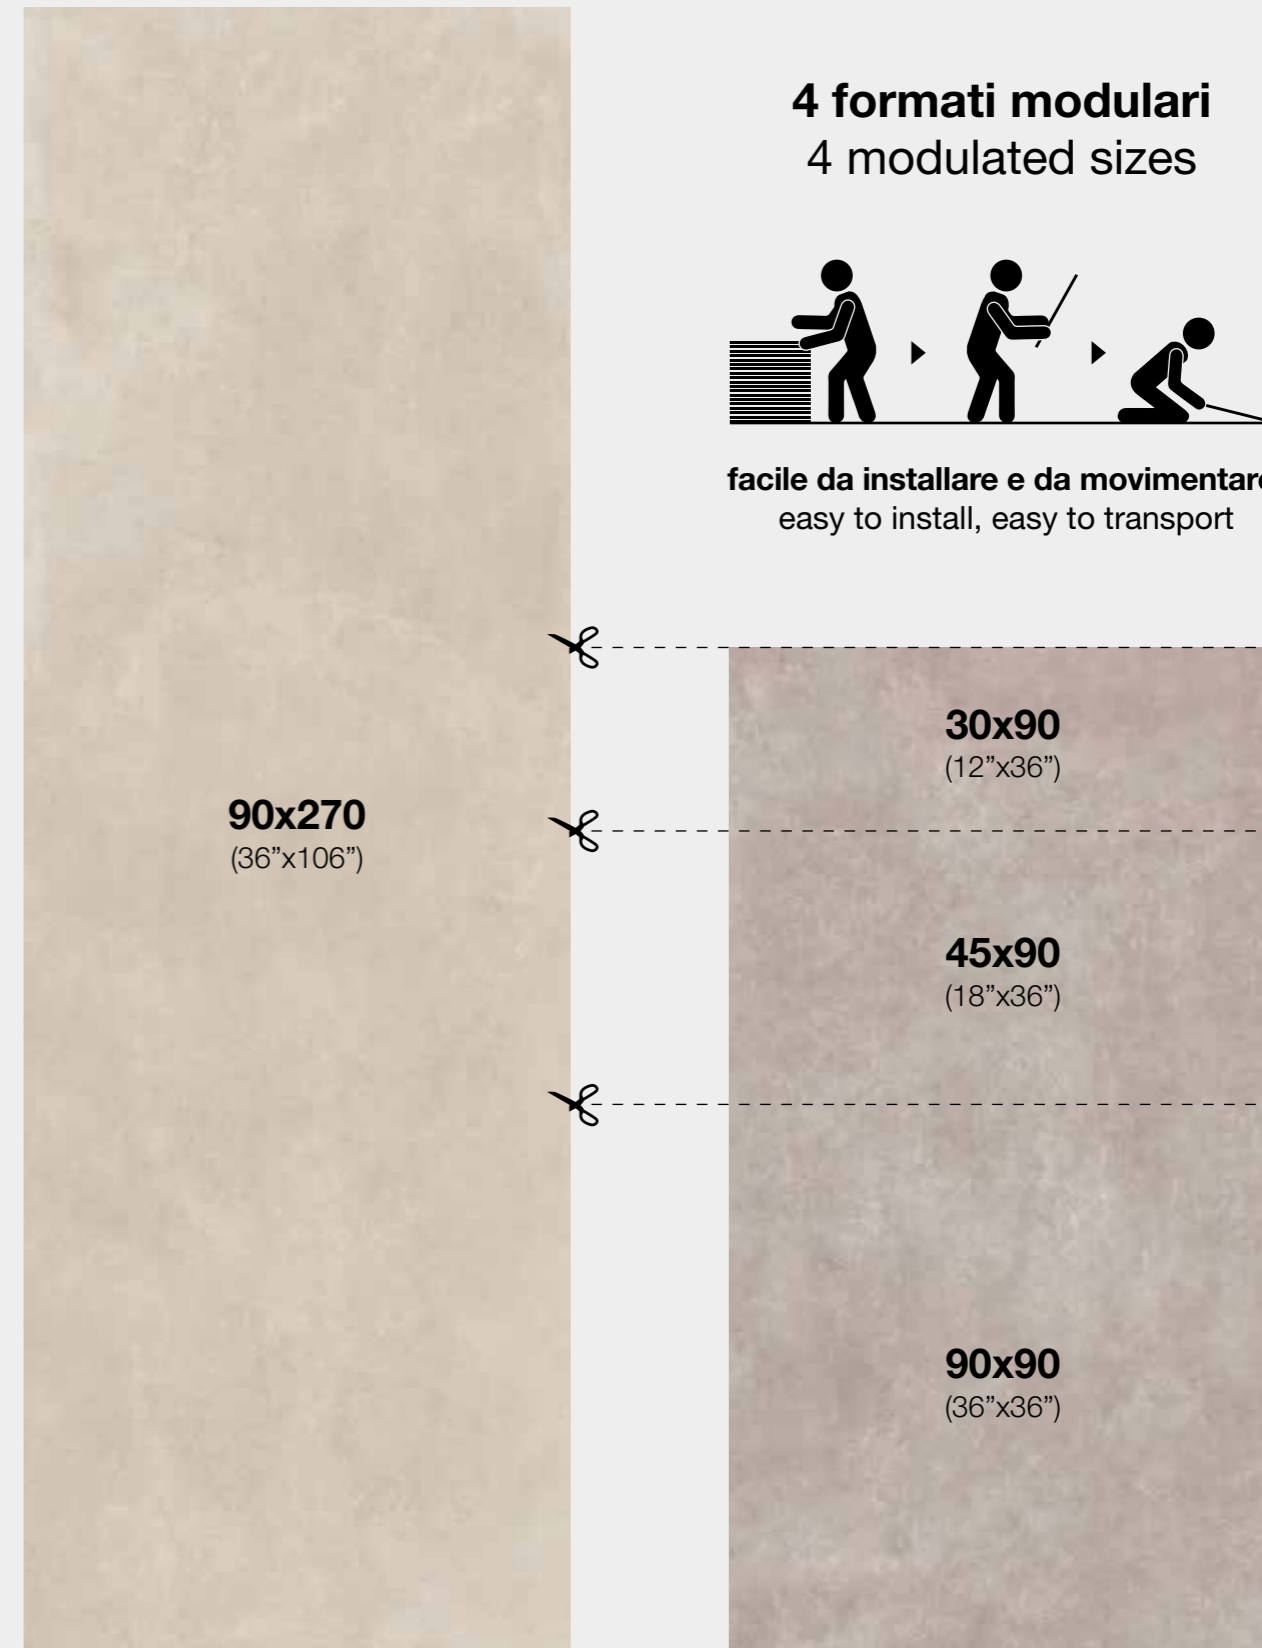 4 formati modulari
4 modulated sizes
facile da installare e da movimentare
easy to install, easy to transport
30x90
(12”x36”)
90x270
(36”x106”)
45x90
(18”x36”)
90x90
(36”x36”)